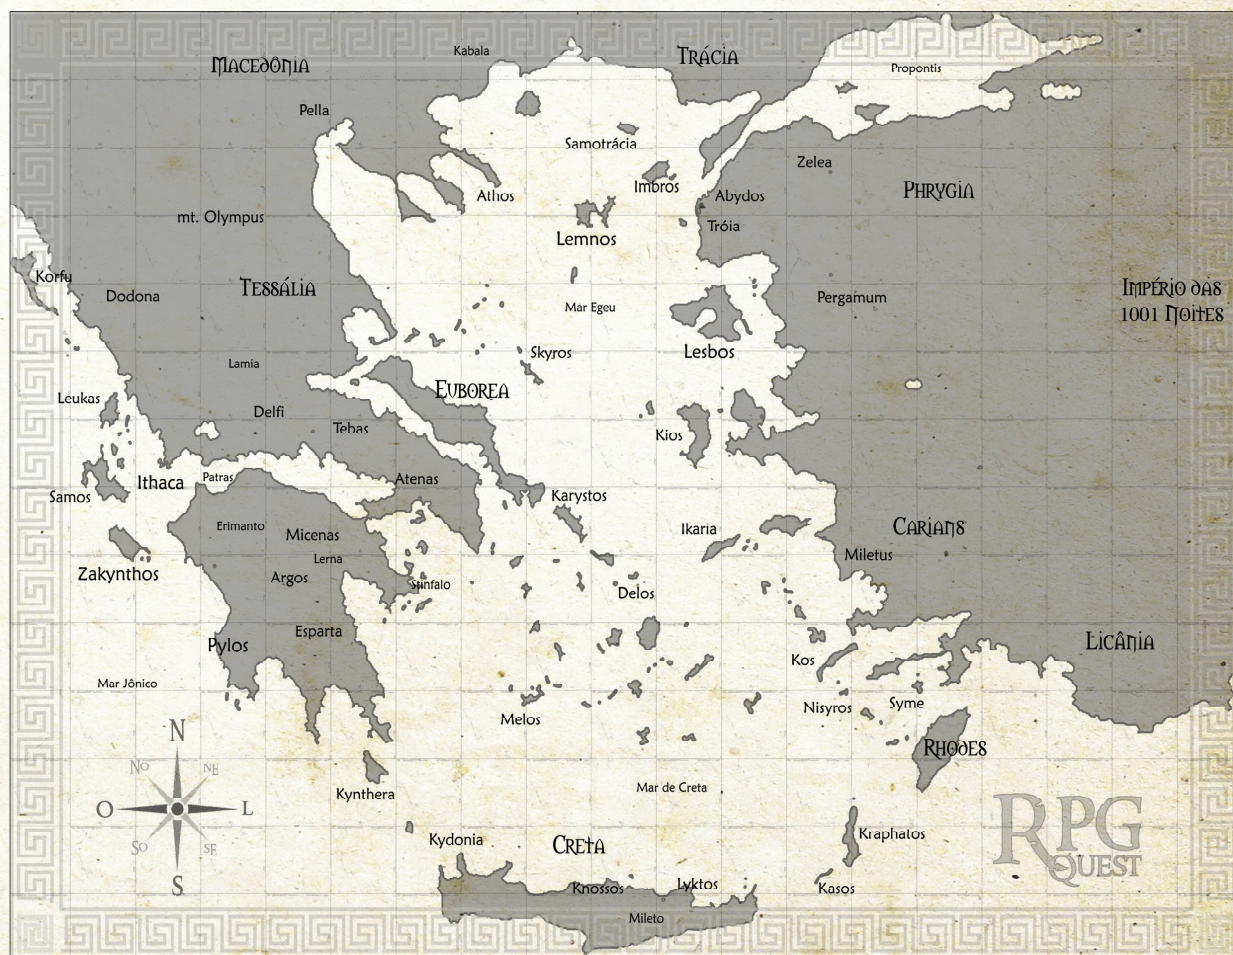 Kabala
Trácia
Macedônia
Propontis
Pella
Samotrácia
Zelea
Imbros
Phrygia
Athos
Abydos
mt. Olympus
Tróia
Lemnos
Korfu
Tessália
Império das
1001 Noites
Dodona
Pergamum
Mar Egeu
Skyros
Lesbos
Lamia
Euborea
Leukas
Delfi
Tebas
Kios
Patras
Atenas
Ithaca
Samos
Karystos
Erimanto
Micenas
Ikaria
Carians
Lerna
Miletus
Zakynthos
Argos
Stinfalo
Delos
Esparta
Pylos
Licânia
Kos
Mar Jônico
Syme
Nisyros
Melos
N
Rhodes
NO
NE
Mar de Creta
Kynthera
O
L
RPG
Quest
Kraphatos
Kydonia
Creta
SO
SE
S
Knossos
Lyktos
Kasos
Mileto